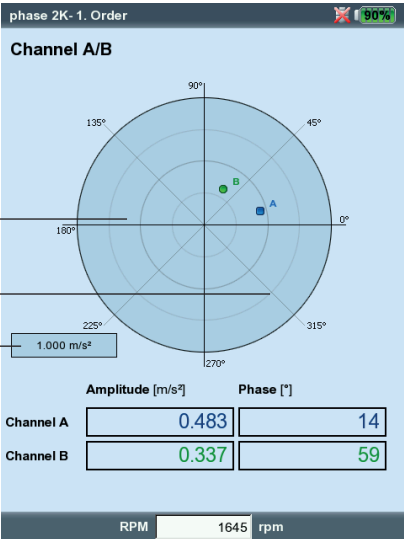 phase 2K- 1. Order
90%
Channel A/B
90°
135°
45°
B
A
0°
180°
225°
315°
270°
1.000 m/s²
Amplitude [m/s²] Phase [°]
Channel A 0.483 14
Channel B 0.337 59
RPM 1645 rpm